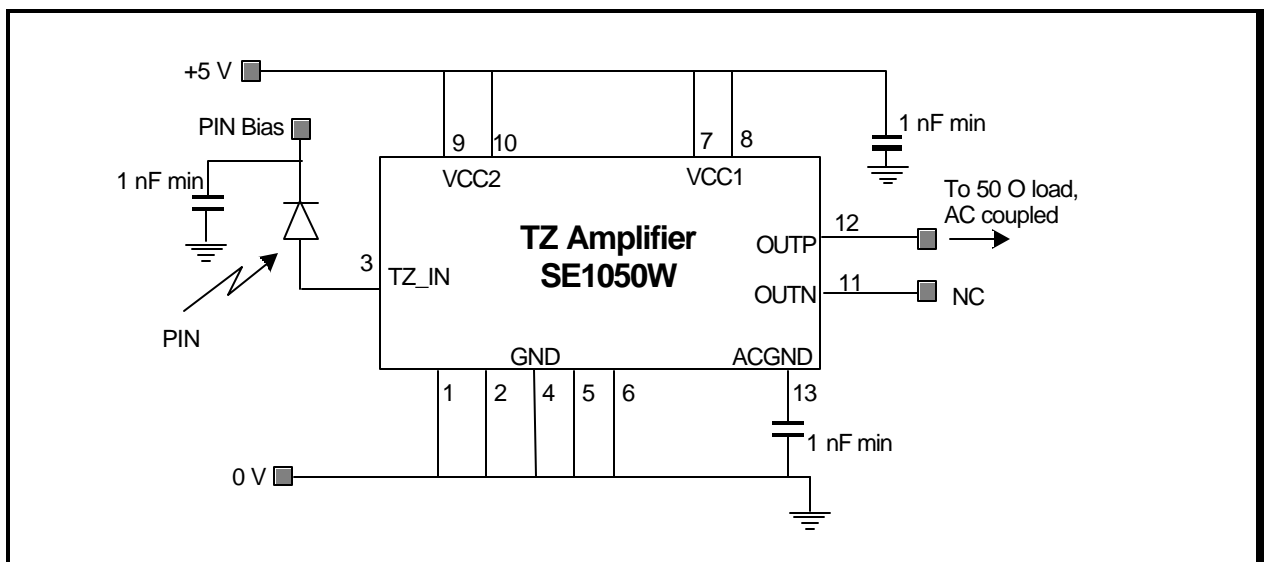 +5 V
PIN Bias
1 nF min
9 10 7 8
1 nF min
VCC2 VCC1
To 50 O load,
AC coupled
12
TZ Amplifier
SE1050W
OUTP
3
TZ_IN
11
OUTN
NC
PIN
GND ACGND
1 2 4 5 6 13
1 nF min
0 V